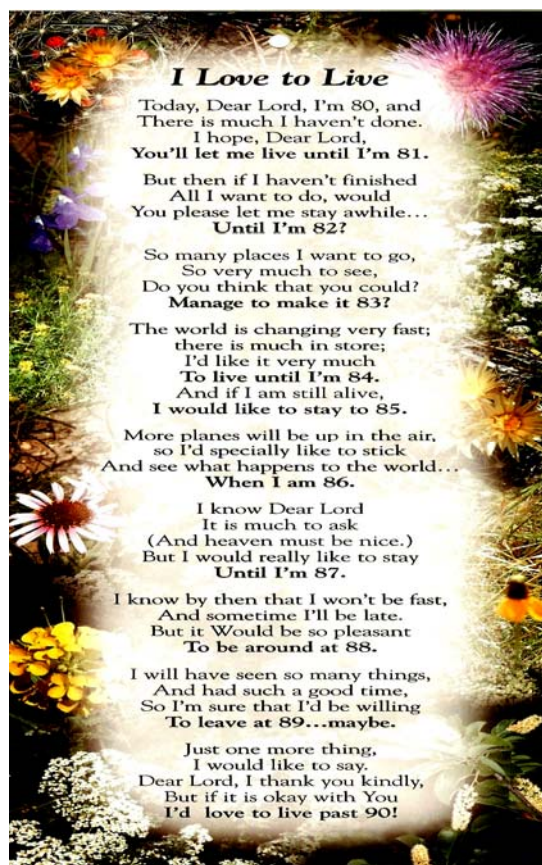 I Love to Live
Today, Dear Lord, I'm 80, and
There is much I haven't done.
I hope, Dear Lord,
You'll let me live until I'm 81.
But then if I haven't finished
All I want to do, would
You please let me stay awhile...
Until I'm 82?
So many places I want to go,
So very much to see,
Do you think that you could?
Manage to make it 83?
The world is changing very fast;
there is much in store;
I'd like it very much
To live until I'm 84.
And if I am still alive,
I would like to stay to 85.
More planes will be up in the air,
so I'd specially like to stick
And see what happens to the world...
When I am 86.
I know Dear Lord
It is much to ask
(And heaven must be nice.)
But I would really like to stay
Until I'm 87.
I know by then that I won't be fast,
And sometime I'll be late.
But it Would be so pleasant
To be around at 88.
I will have seen so many things,
And had such a good time,
So I'm sure that I'd be willing
To leave at 89...maybe.
Just one more thing,
I would like to say.
Dear Lord, I thank you kindly,
But if it is okay with You
I'd love to live past 90!